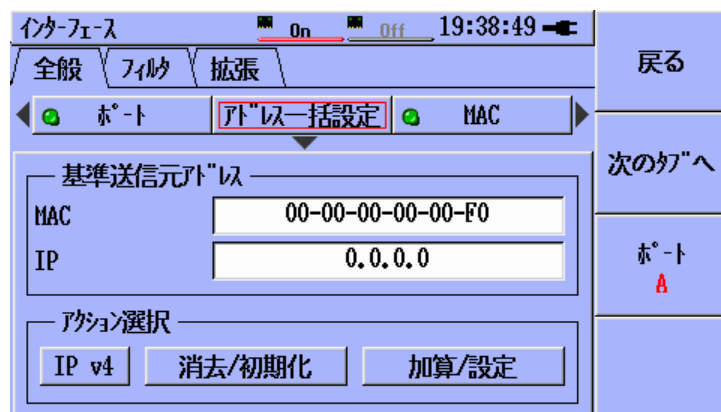 ｲﾝﾀｰﾌｪｰｽ On Off 19:38:49
戻る
全般 ﾌｨﾙﾀ 拡張
ﾎﾟｰﾄ ｱﾄﾞﾚｽ一括設定 MAC
次のﾀﾌﾞへ
基準送信元ｱﾄﾞﾚｽ
MAC 00-00-00-00-00-F0
IP 0.0.0.0
ﾎﾟｰﾄ
A
ｱｸｼｮﾝ選択
IP v4 消去/初期化 加算/設定